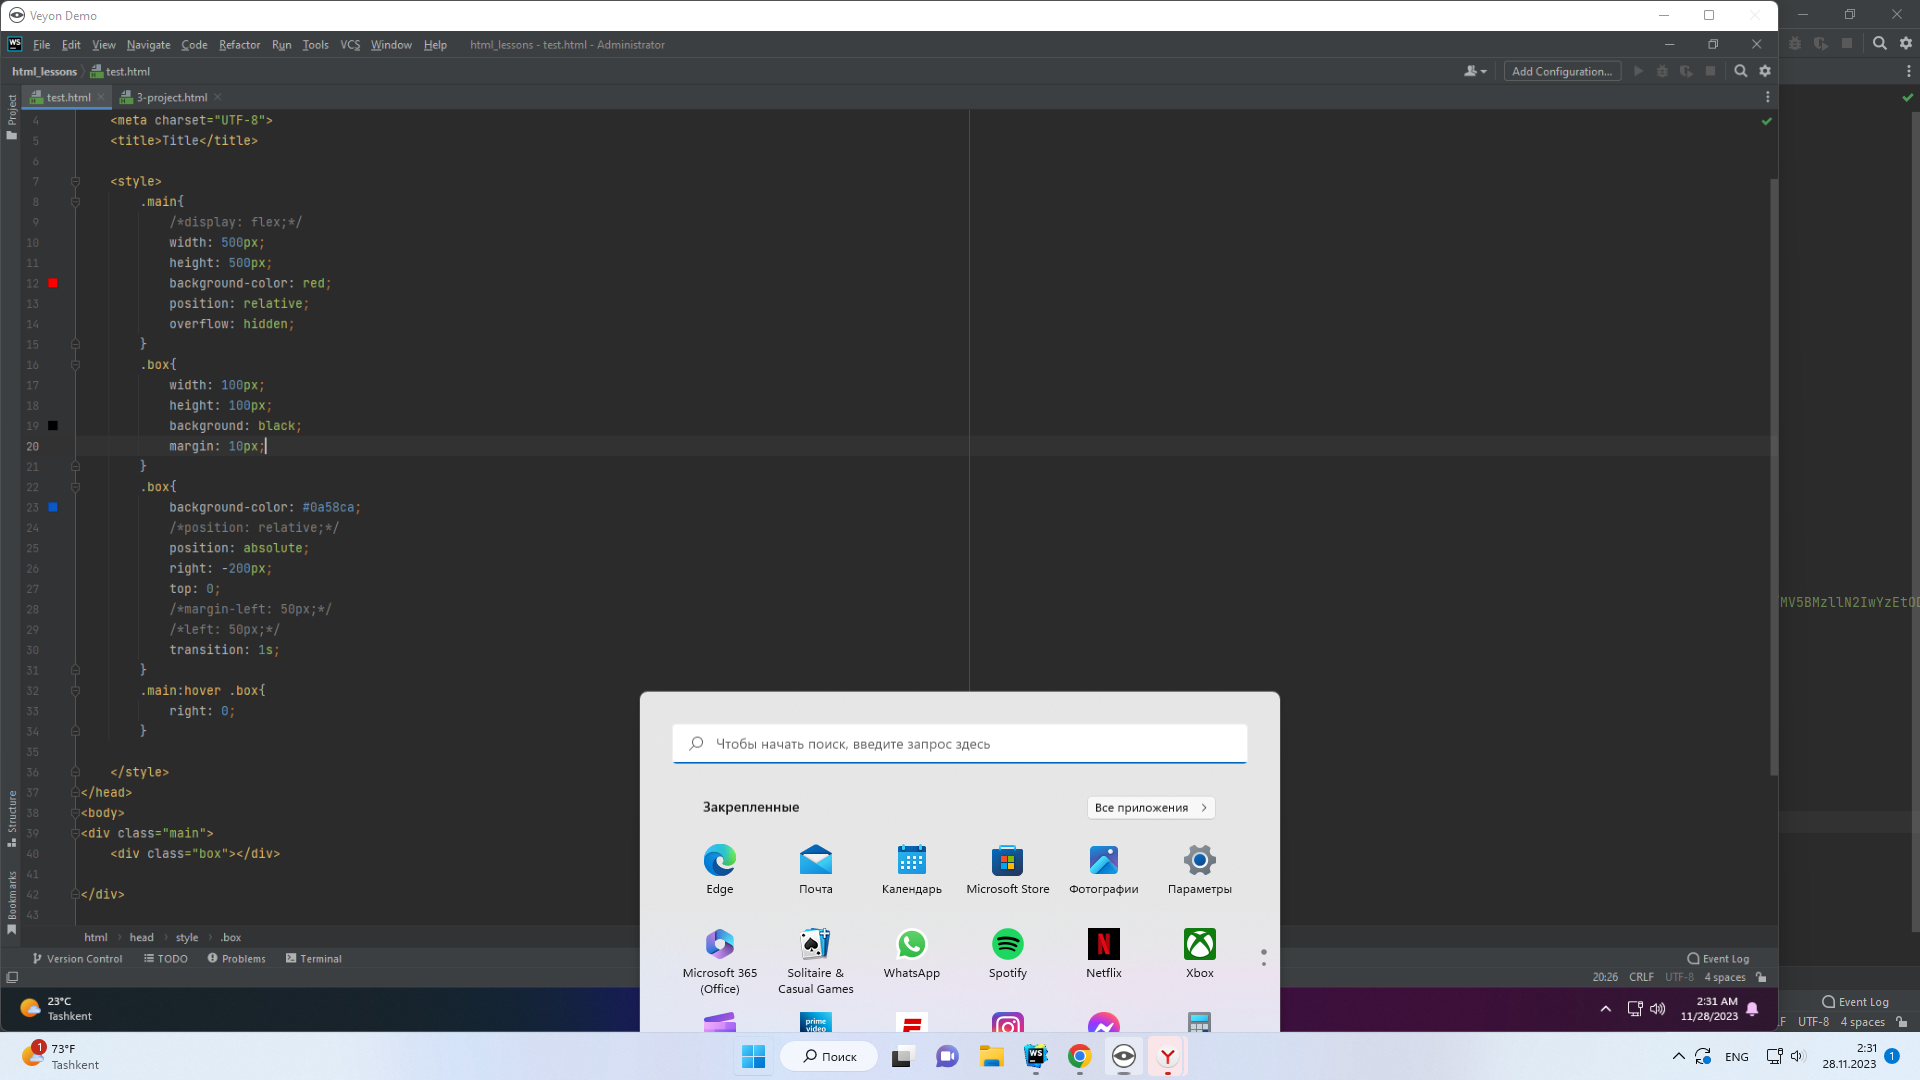 Veyon Demo
File Edit View Navigate Code Refactor Run Tools VCS Window Help html_lessons - test.html - Administrator
html_lessons test.html Add Configuration...
test.html 3-project.html
Project
4 <meta charset="UTF-8">
5 <title>Title</title>
6
7 <style>
8 .main{
9 /*display: flex;*/
10 width: 500px;
11 height: 500px;
12 background-color: red;
13 position: relative;
14 overflow: hidden;
15 }
16 .box{
17 width: 100px;
18 height: 100px;
19 background: black;
20 margin: 10px;
21 }
22 .box{
23 background-color: #0a58ca;
24 /*position: relative;*/
25 position: absolute;
26 right: -200px;
27 top: 0;
28 /*margin-left: 50px;*/
29 /*left: 50px;*/
30 transition: 1s;
31 }
32 .main:hover .box{
33 right: 0;
34 }
35
36 </style>
37 </head>
38 <body>
39 <div class="main">
40 <div class="box"></div>
41
42 </div>
43
MV5BMzllN2IwYzEtOD
Structure
Bookmarks
html head style .box
Version Control TODO Problems Terminal Event Log
20:26 CRLF UTF-8 4 spaces
Чтобы начать поиск, введите запрос здесь
Закрепленные Все приложения
Edge Почта Календарь Microsoft Store Фотографии Параметры
Microsoft 365 (Office) Solitaire & Casual Games WhatsApp Spotify Netflix Xbox
prime video
23°C
Tashkent
2:31 AM
11/28/2023
Event Log
F UTF-8 4 spaces
1 73°F
Tashkent
Поиск
ENG
2:31
28.11.2023
1